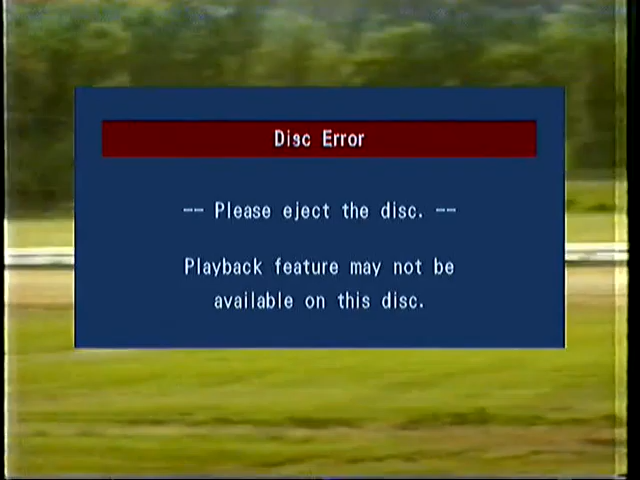 Disc Error
-- Please eject the disc. --
Playback feature may not be
available on this disc.